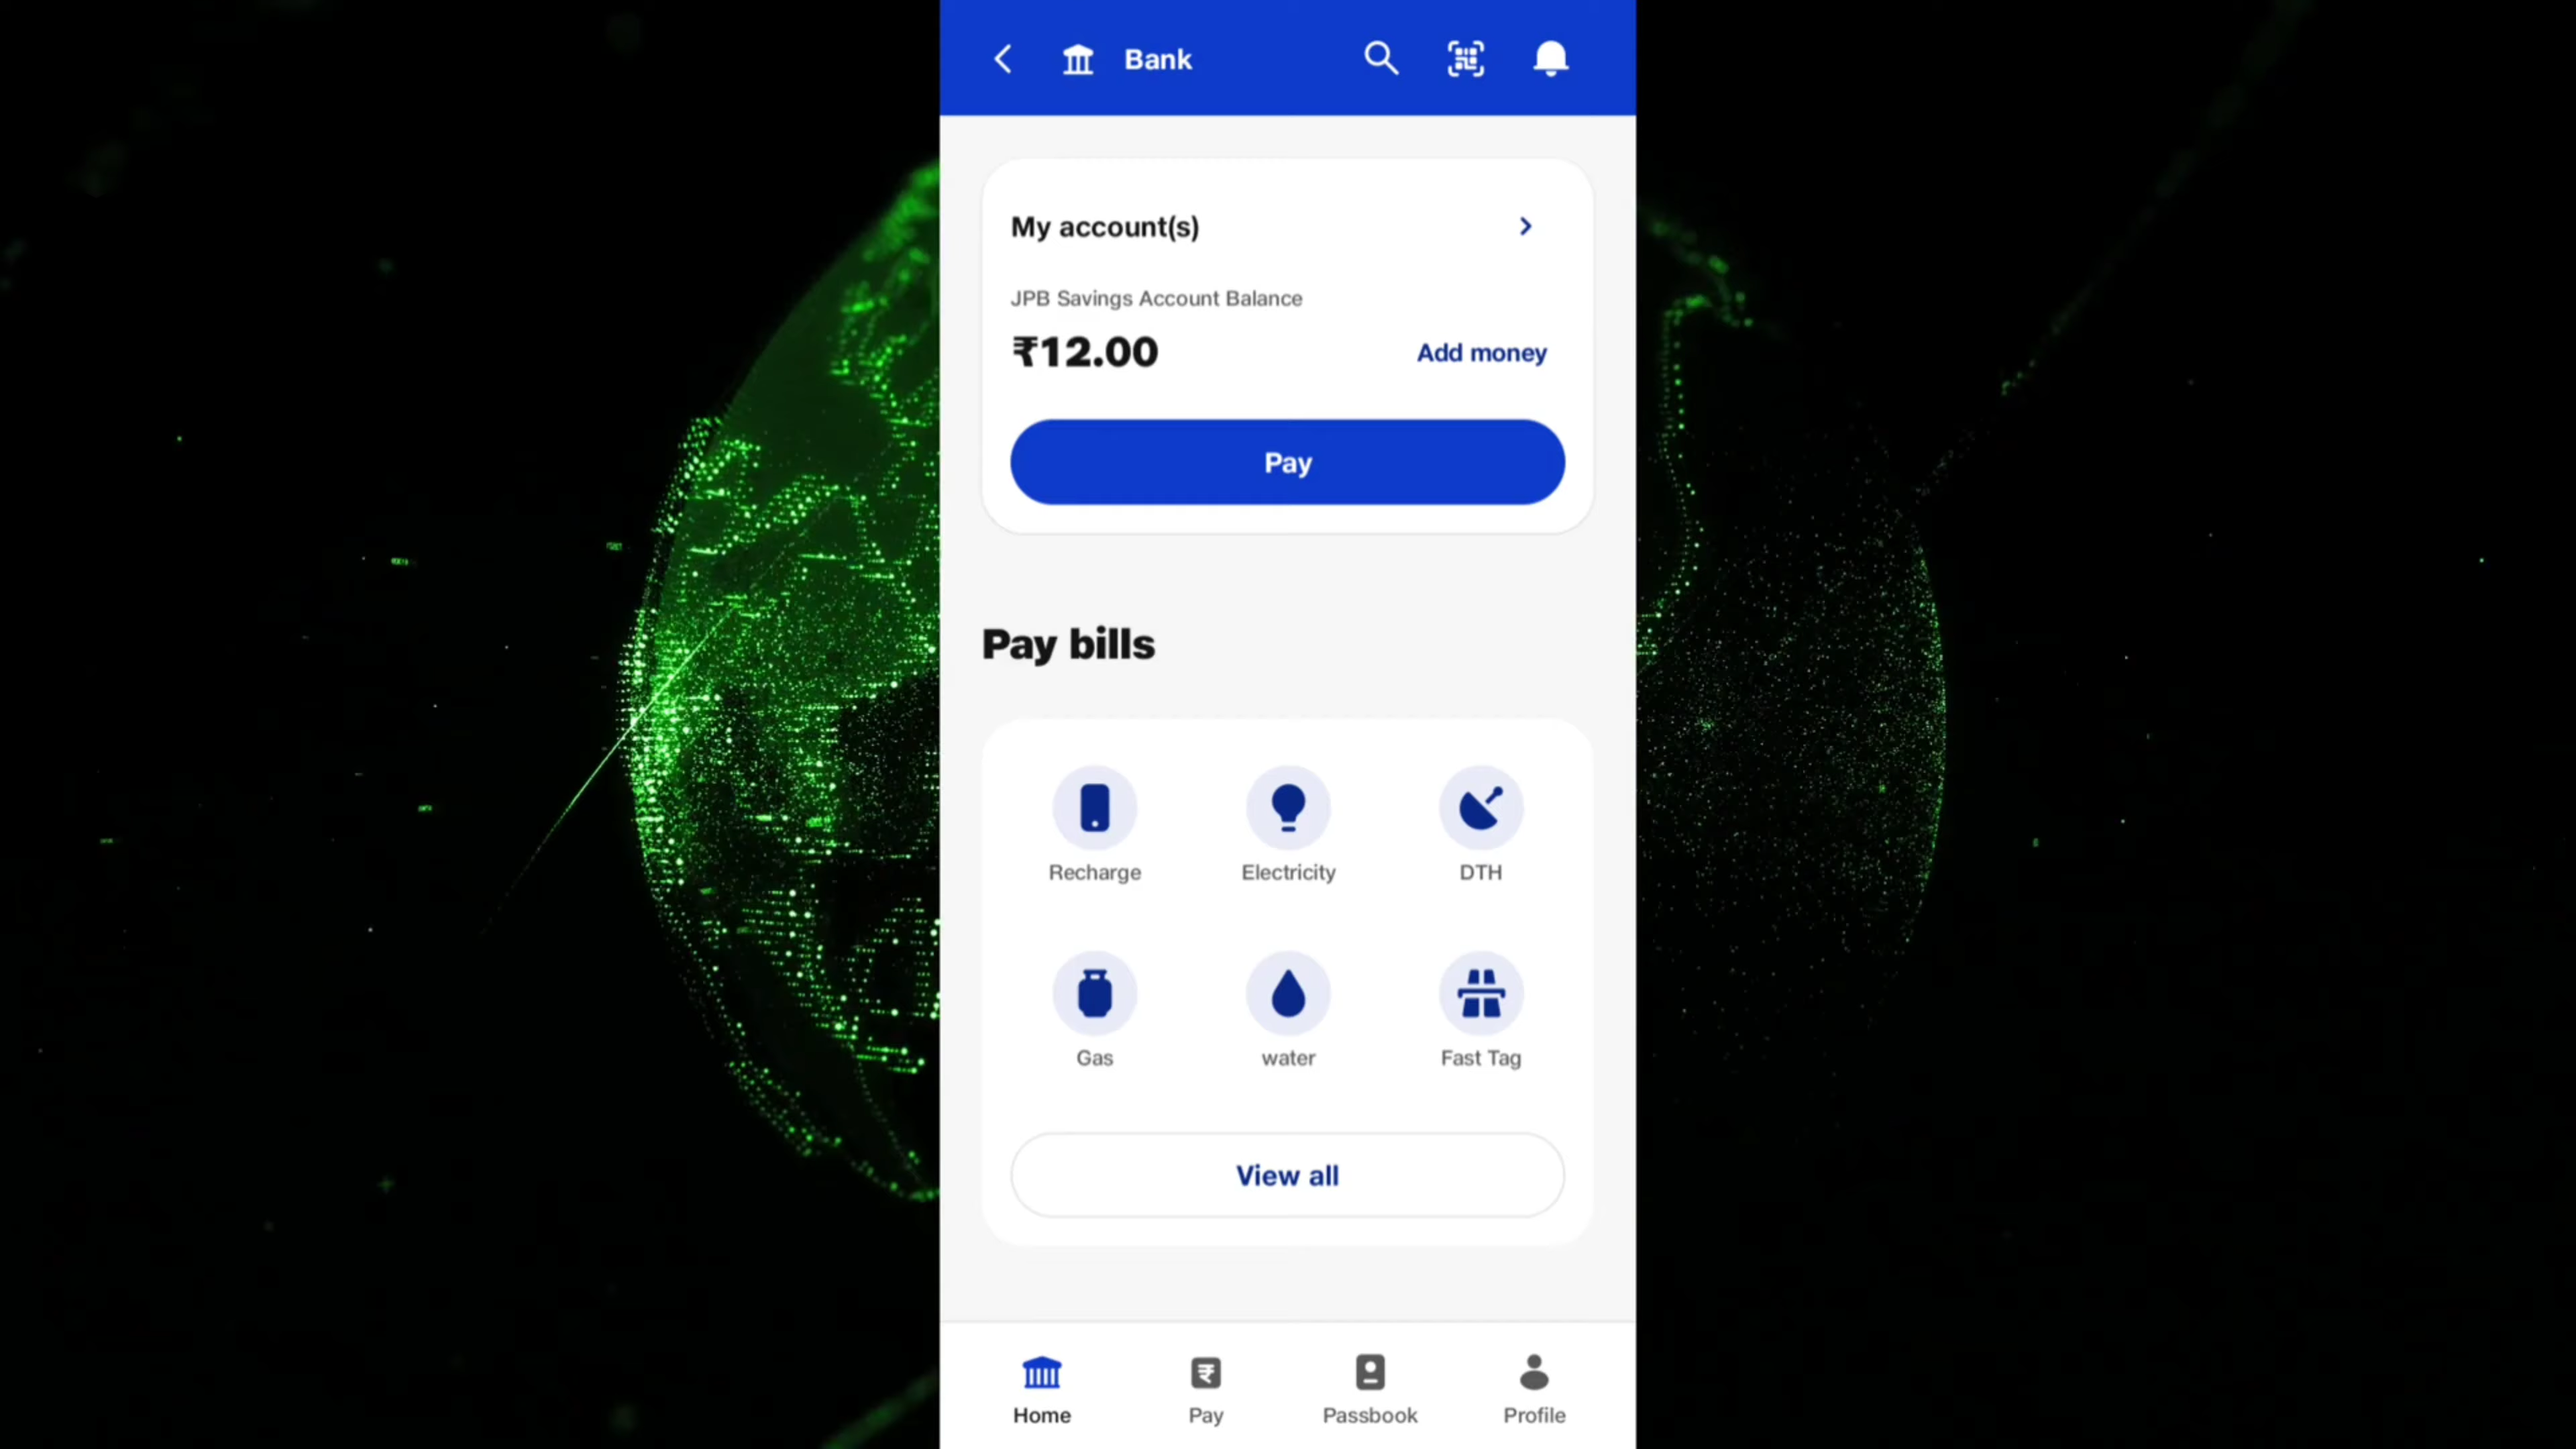 Bank
My account(s)
JPB Savings Account Balance
₹12.00
Add money
Pay
Pay bills
Recharge
Electricity
DTH
Gas
water
Fast Tag
View all
Home
Pay
Passbook
Profile